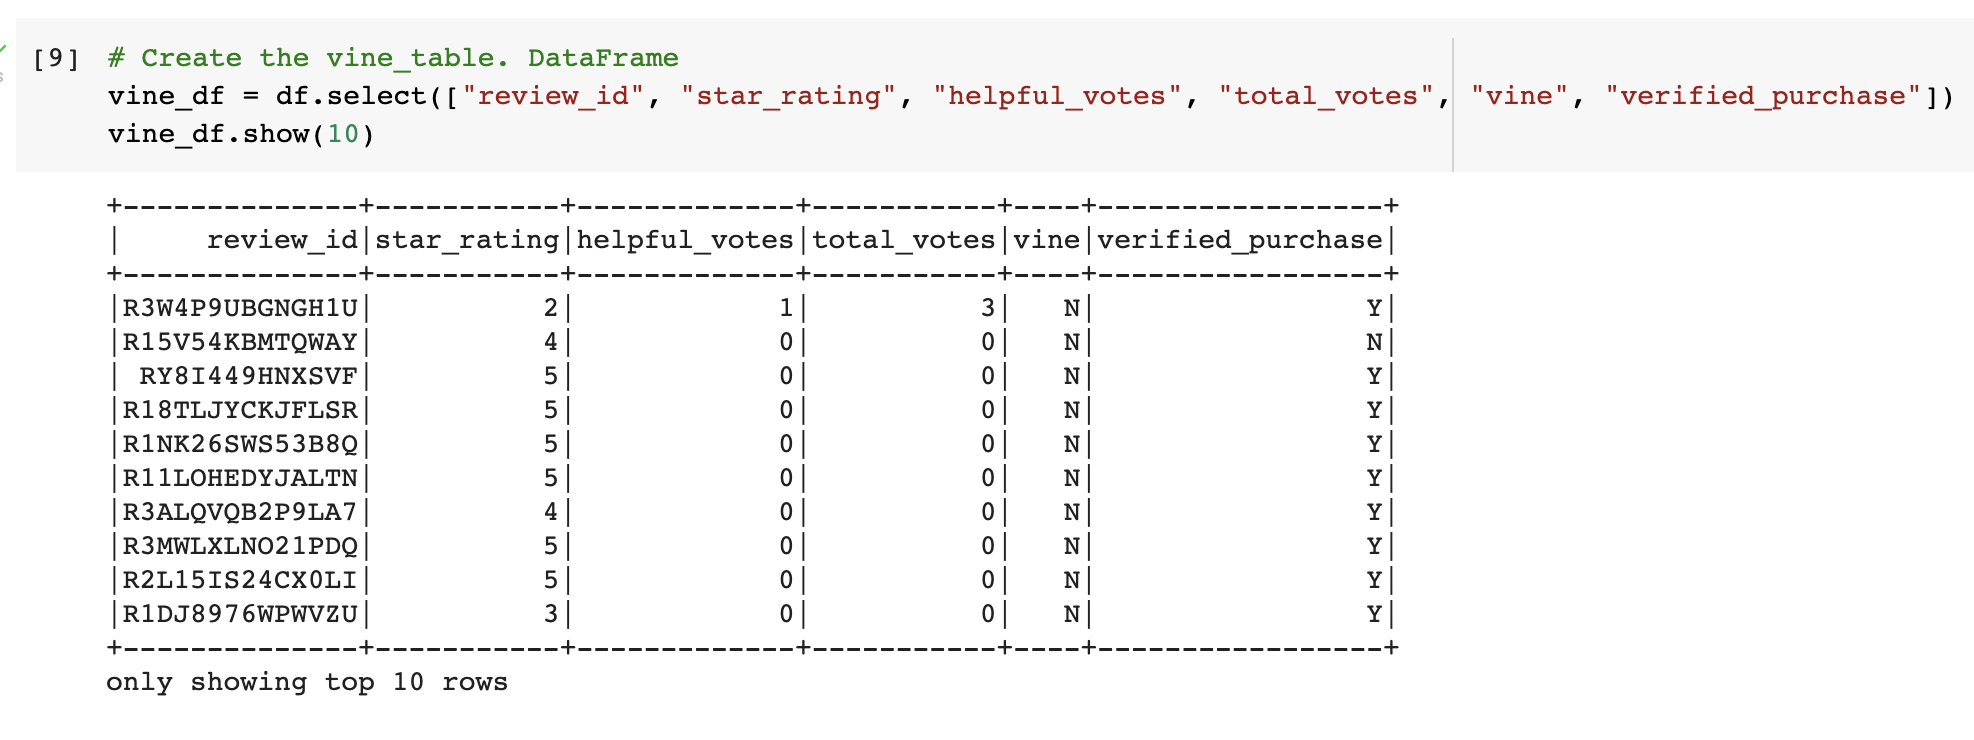 [9] # Create the vine_table. DataFrame
vine_df = df.select(["review_id", "star_rating", "helpful_votes", "total_votes", "vine", "verified_purchase"])
vine_df.show(10)
+--------------+-----------+-------------+-----------+----+-----------------+
|     review_id|star_rating|helpful_votes|total_votes|vine|verified_purchase|
+--------------+-----------+-------------+-----------+----+-----------------+
|R3W4P9UBGNGH1U|          2|            1|          3|   N|                Y|
|R15V54KBMTQWAY|          4|            0|          0|   N|                N|
| RY8I449HNXSVF|          5|            0|          0|   N|                Y|
|R18TLJYCKJFLSR|          5|            0|          0|   N|                Y|
|R1NK26SWS53B8Q|          5|            0|          0|   N|                Y|
|R11LOHEDYJALTN|          5|            0|          0|   N|                Y|
|R3ALQVQB2P9LA7|          4|            0|          0|   N|                Y|
|R3MWLXLNO21PDQ|          5|            0|          0|   N|                Y|
|R2L15IS24CX0LI|          5|            0|          0|   N|                Y|
|R1DJ8976WPWVZU|          3|            0|          0|   N|                Y|
+--------------+-----------+-------------+-----------+----+-----------------+
only showing top 10 rows